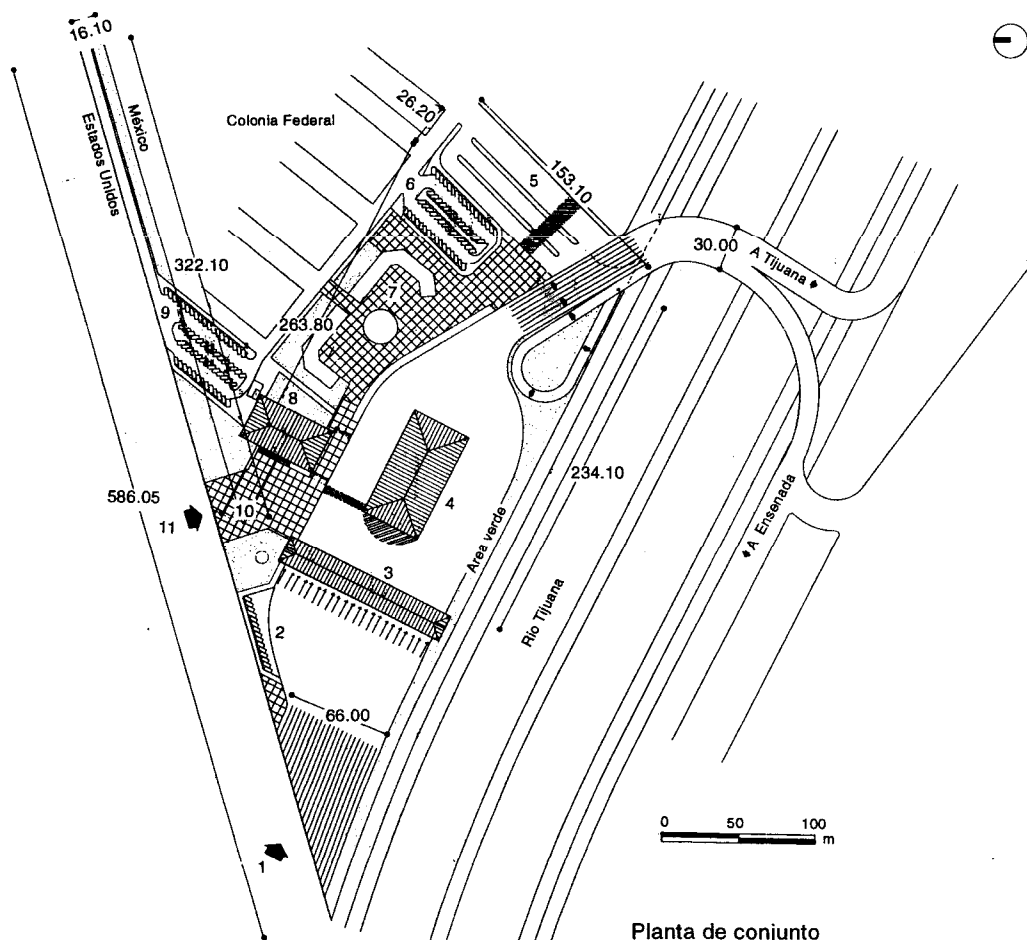 16.10
México
Estados Unidos
Colonia Federal
26.20
153.10
5
6
30.00
A Tijuana
322.10
7
9
263.80
8
234.10
586.05
11
10
4
A Ensenada
Area verde
3
Rio Tijuana
2
66.00
0 50 100
m
1
Planta de conjunto